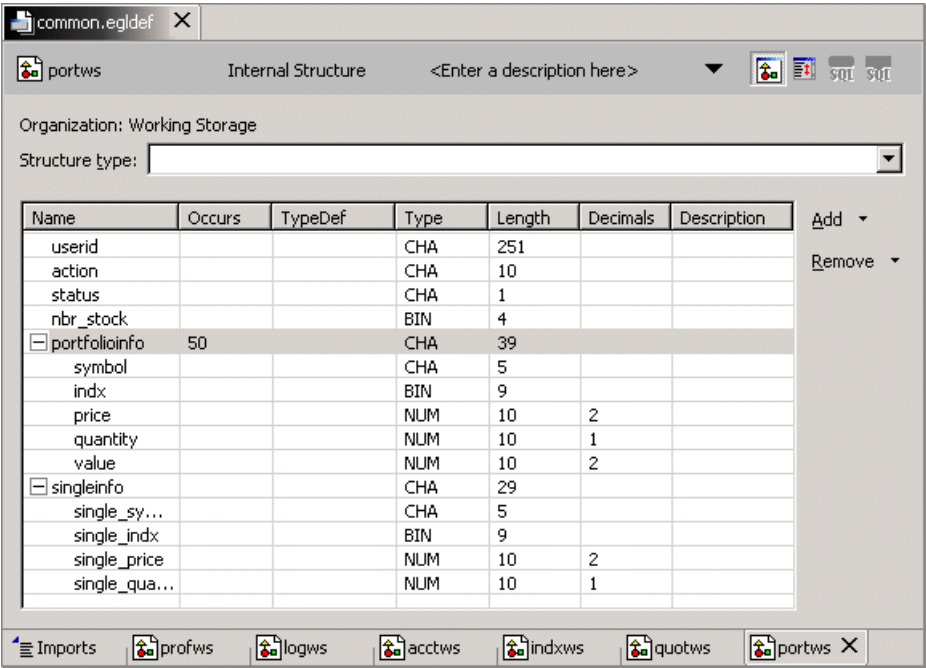 common.egldef
portws Internal Structure <Enter a description here> SQL SQL
Organization: Working Storage
Structure type:
Name Occurs TypeDef Type Length Decimals Description Add
userid CHA 251
Remove
action CHA 10
status CHA 1
nbr_stock BIN 4
portfolioinfo 50 CHA 39
symbol CHA 5
indx BIN 9
price NUM 10 2
quantity NUM 10 1
value NUM 10 2
singleinfo CHA 29
single_sy...  CHA 5
single_indx BIN 9
single_price NUM 10 2
single_qua... NUM 10 1
Imports profws logws acctws indxws quotws portws